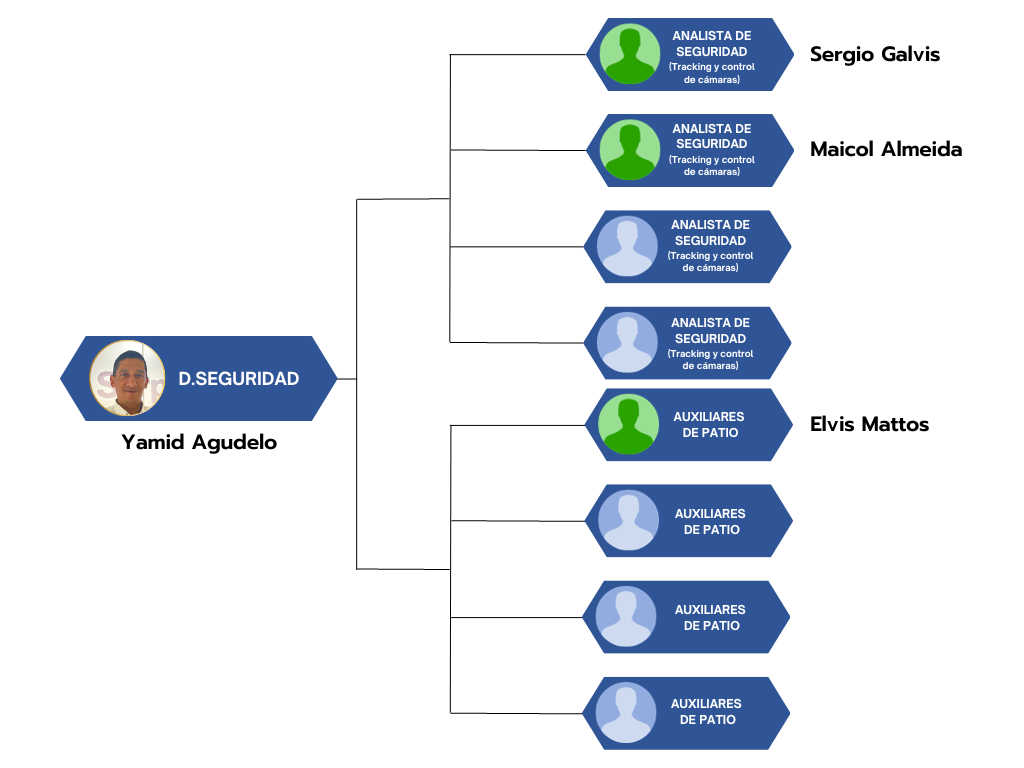 ANALISTA DE
SEGURIDAD
(Tracking y control
de cámaras)
Sergio Galvis
ANALISTA DE
SEGURIDAD
(Tracking y control
de cámaras)
Maicol Almeida
ANALISTA DE
SEGURIDAD
(Tracking y control
de cámaras)
ANALISTA DE
SEGURIDAD
(Tracking y control
de cámaras)
D.SEGURIDAD
Yamid Agudelo
AUXILIARES
DE PATIO
Elvis Mattos
AUXILIARES
DE PATIO
AUXILIARES
DE PATIO
AUXILIARES
DE PATIO